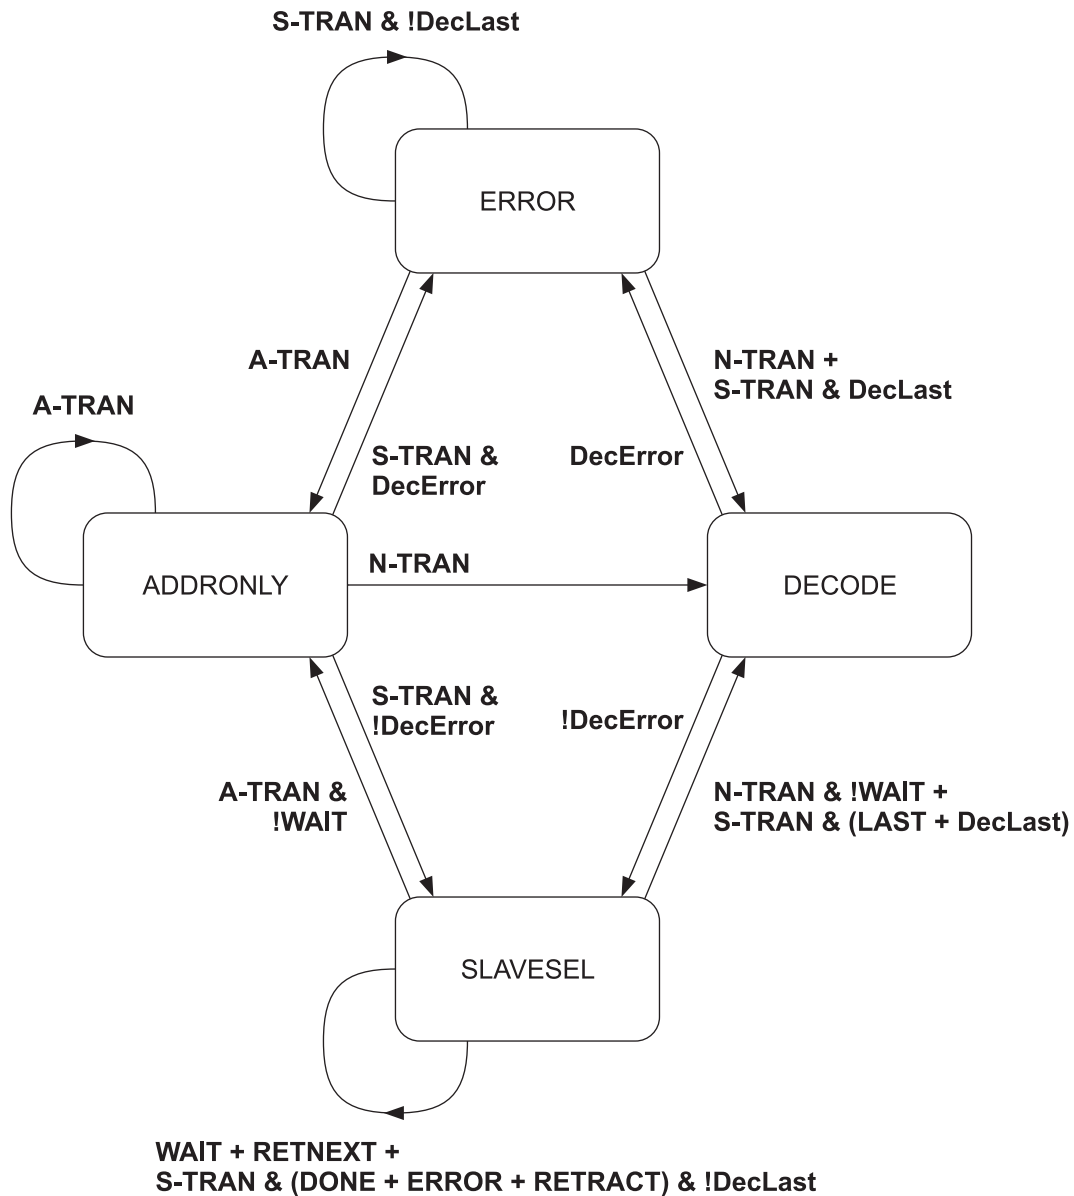 S-TRAN & !DecLast
ERROR
A-TRAN
N-TRAN +
S-TRAN & DecLast
A-TRAN
S-TRAN &
DecError
DecError
ADDRONLY
N-TRAN
DECODE
S-TRAN &
!DecError
!DecError
A-TRAN &
!WAIT
N-TRAN & !WAIT +
S-TRAN & (LAST + DecLast)
SLAVESEL
WAIT + RETNEXT +
S-TRAN & (DONE + ERROR + RETRACT) & !DecLast